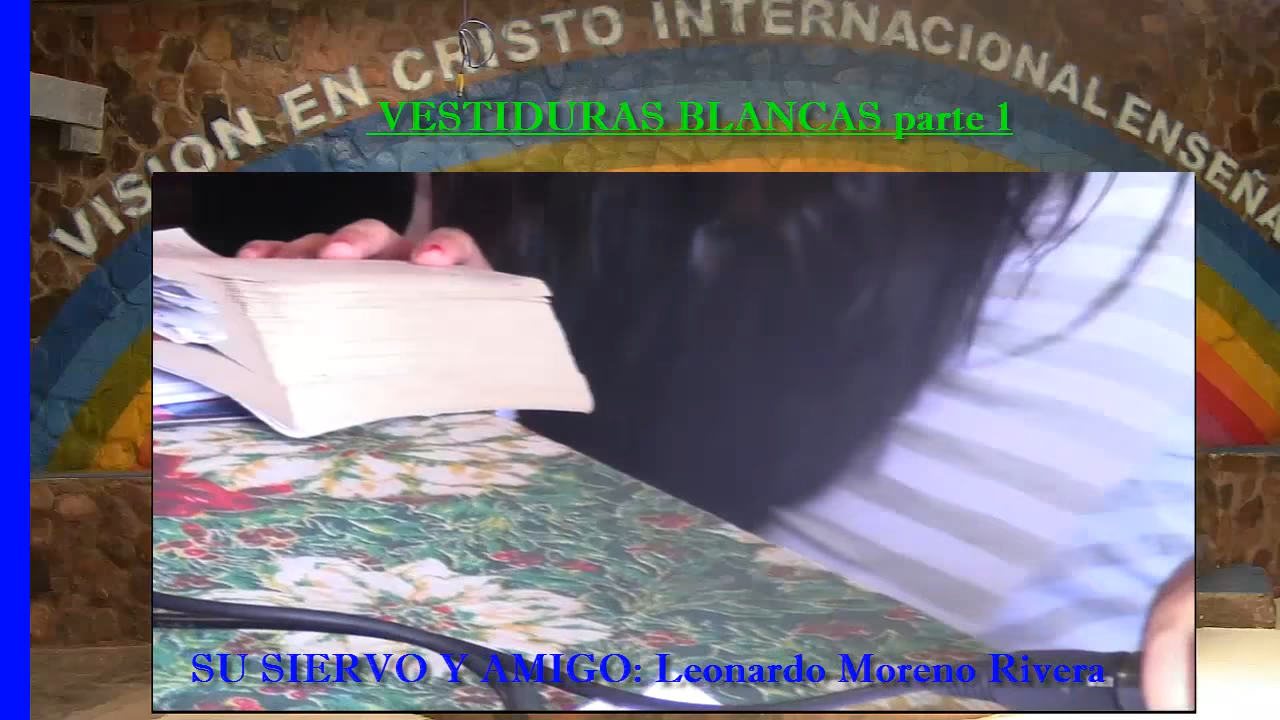 VISION EN CRISTO INTERNACIONAL ENSEÑA
VESTIDURAS BLANCAS parte 1
SU SIERVO Y AMIGO: Leonardo Moreno Rivera